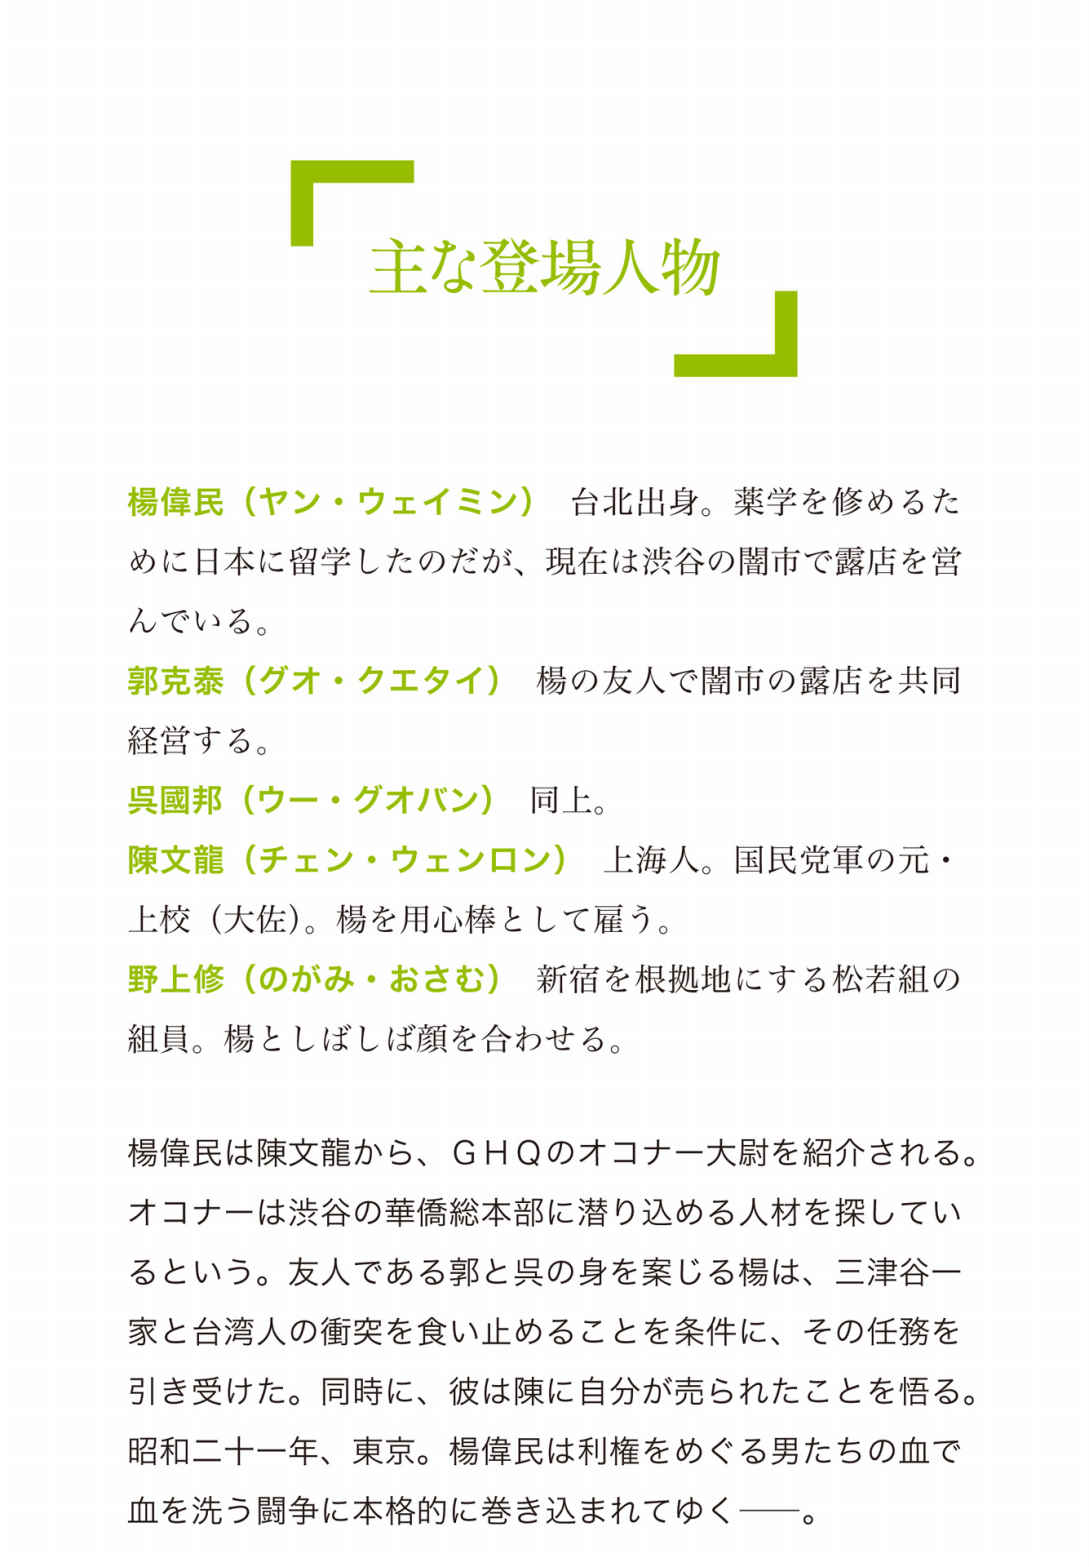 主な登場人物
楊偉民（ヤン・ウェイミン）　台北出身。薬学を修めるた
めに日本に留学したのだが、現在は渋谷の闇市で露店を営
んでいる。
郭克泰（グオ・クエタイ）　楊の友人で闇市の露店を共同
経営する。
呉國邦（ウー・グオバン）　同上。
陳文龍（チェン・ウェンロン）　上海人。国民党軍の元・
上校（大佐）。楊を用心棒として雇う。
野上修（のがみ・おさむ）　新宿を根拠地にする松若組の
組員。楊としばしば顔を合わせる。
楊偉民は陳文龍から、ＧＨＱのオコナー大尉を紹介される。
オコナーは渋谷の華僑総本部に潜り込める人材を探してい
るという。友人である郭と呉の身を案じる楊は、三津谷一
家と台湾人の衝突を食い止めることを条件に、その任務を
引き受けた。同時に、彼は陳に自分が売られたことを悟る。
昭和二十一年、東京。楊偉民は利権をめぐる男たちの血で
血を洗う闘争に本格的に巻き込まれてゆく――。